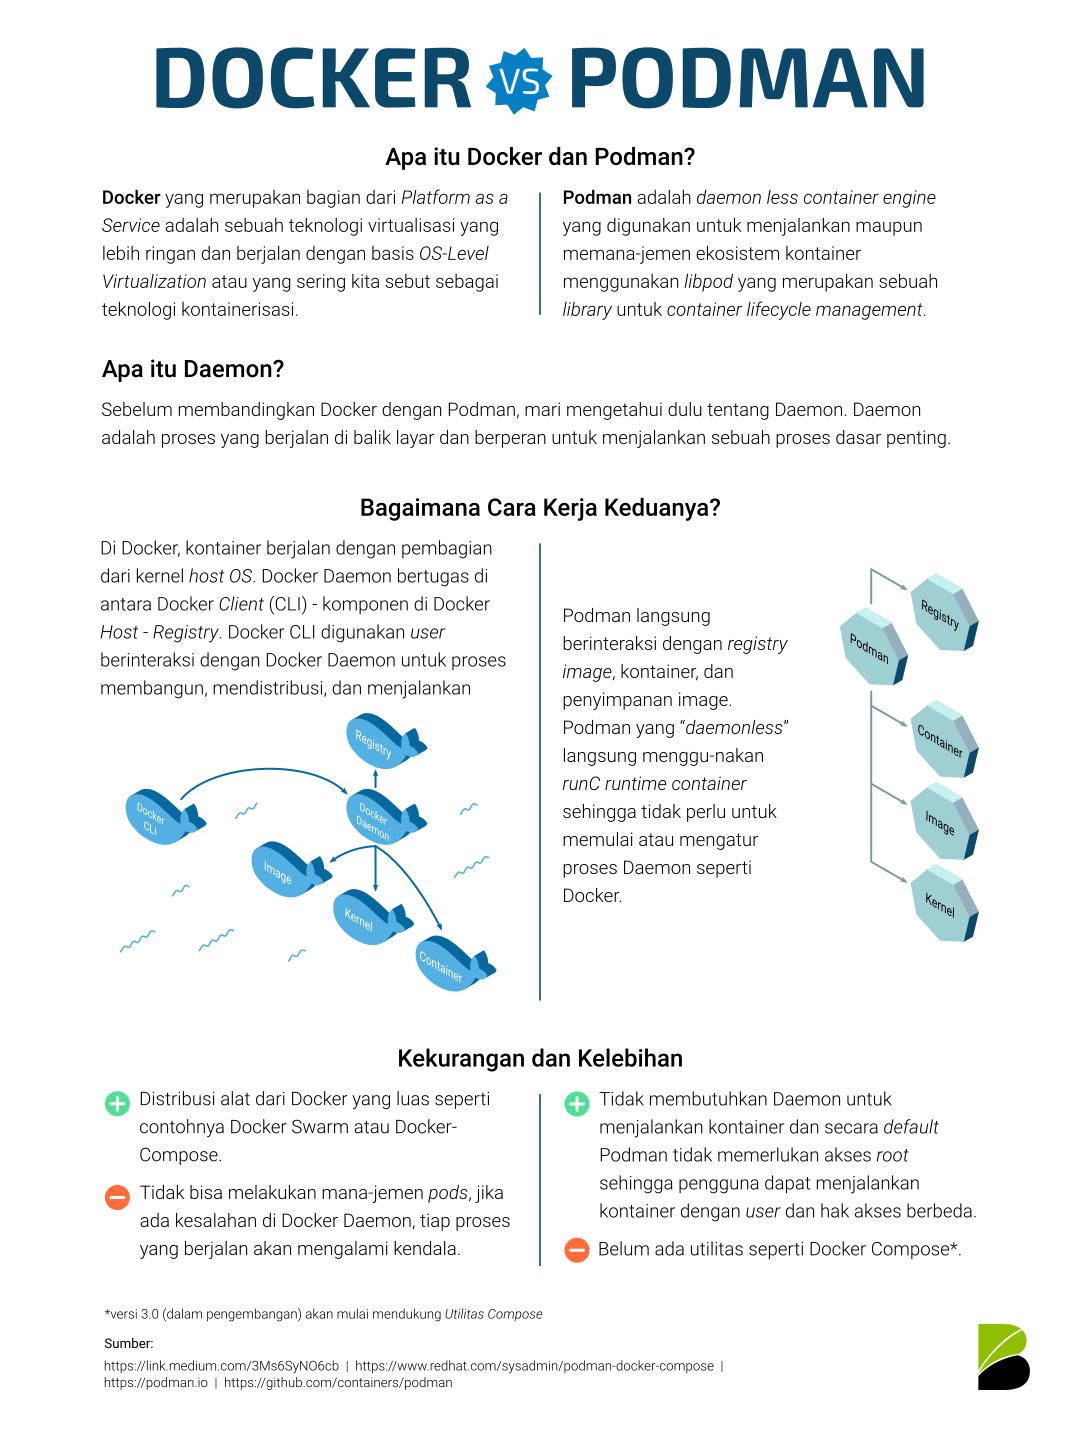 DOCKER VS PODMAN
Apa itu Docker dan Podman?
Docker yang merupakan bagian dari Platform as a
Service adalah sebuah teknologi virtualisasi yang
lebih ringan dan berjalan dengan basis OS-Level
Virtualization atau yang sering kita sebut sebagai
teknologi kontainerisasi.
Podman adalah daemon less container engine
yang digunakan untuk menjalankan maupun
memana-jemen ekosistem kontainer
menggunakan libpod yang merupakan sebuah
library untuk container lifecycle management.
Apa itu Daemon?
Sebelum membandingkan Docker dengan Podman, mari mengetahui dulu tentang Daemon. Daemon
adalah proses yang berjalan di balik layar dan berperan untuk menjalankan sebuah proses dasar penting.
Bagaimana Cara Kerja Keduanya?
Di Docker, kontainer berjalan dengan pembagian
dari kernel host OS. Docker Daemon bertugas di
antara Docker Client (CLI) - komponen di Docker
Host - Registry. Docker CLI digunakan user
berinteraksi dengan Docker Daemon untuk proses
membangun, mendistribusi, dan menjalankan
Registry
Docker
CLI
Docker
Daemon
Image
Kernel
Container
Podman langsung
berinteraksi dengan registry
image, kontainer, dan
penyimpanan image.
Podman yang “daemonless”
langsung menggu-nakan
runC runtime container
sehingga tidak perlu untuk
memulai atau mengatur
proses Daemon seperti
Docker.
Registry
Podman
Container
Image
Kernel
Kekurangan dan Kelebihan
Distribusi alat dari Docker yang luas seperti
contohnya Docker Swarm atau Docker-
Compose.
Tidak bisa melakukan mana-jemen pods, jika
ada kesalahan di Docker Daemon, tiap proses
yang berjalan akan mengalami kendala.
Tidak membutuhkan Daemon untuk
menjalankan kontainer dan secara default
Podman tidak memerlukan akses root
sehingga pengguna dapat menjalankan
kontainer dengan user dan hak akses berbeda.
Belum ada utilitas seperti Docker Compose*.
*versi 3.0 (dalam pengembangan) akan mulai mendukung Utilitas Compose
Sumber:
https://link.medium.com/3Ms6SyNO6cb | https://www.redhat.com/sysadmin/podman-docker-compose |
https://podman.io | https://github.com/containers/podman